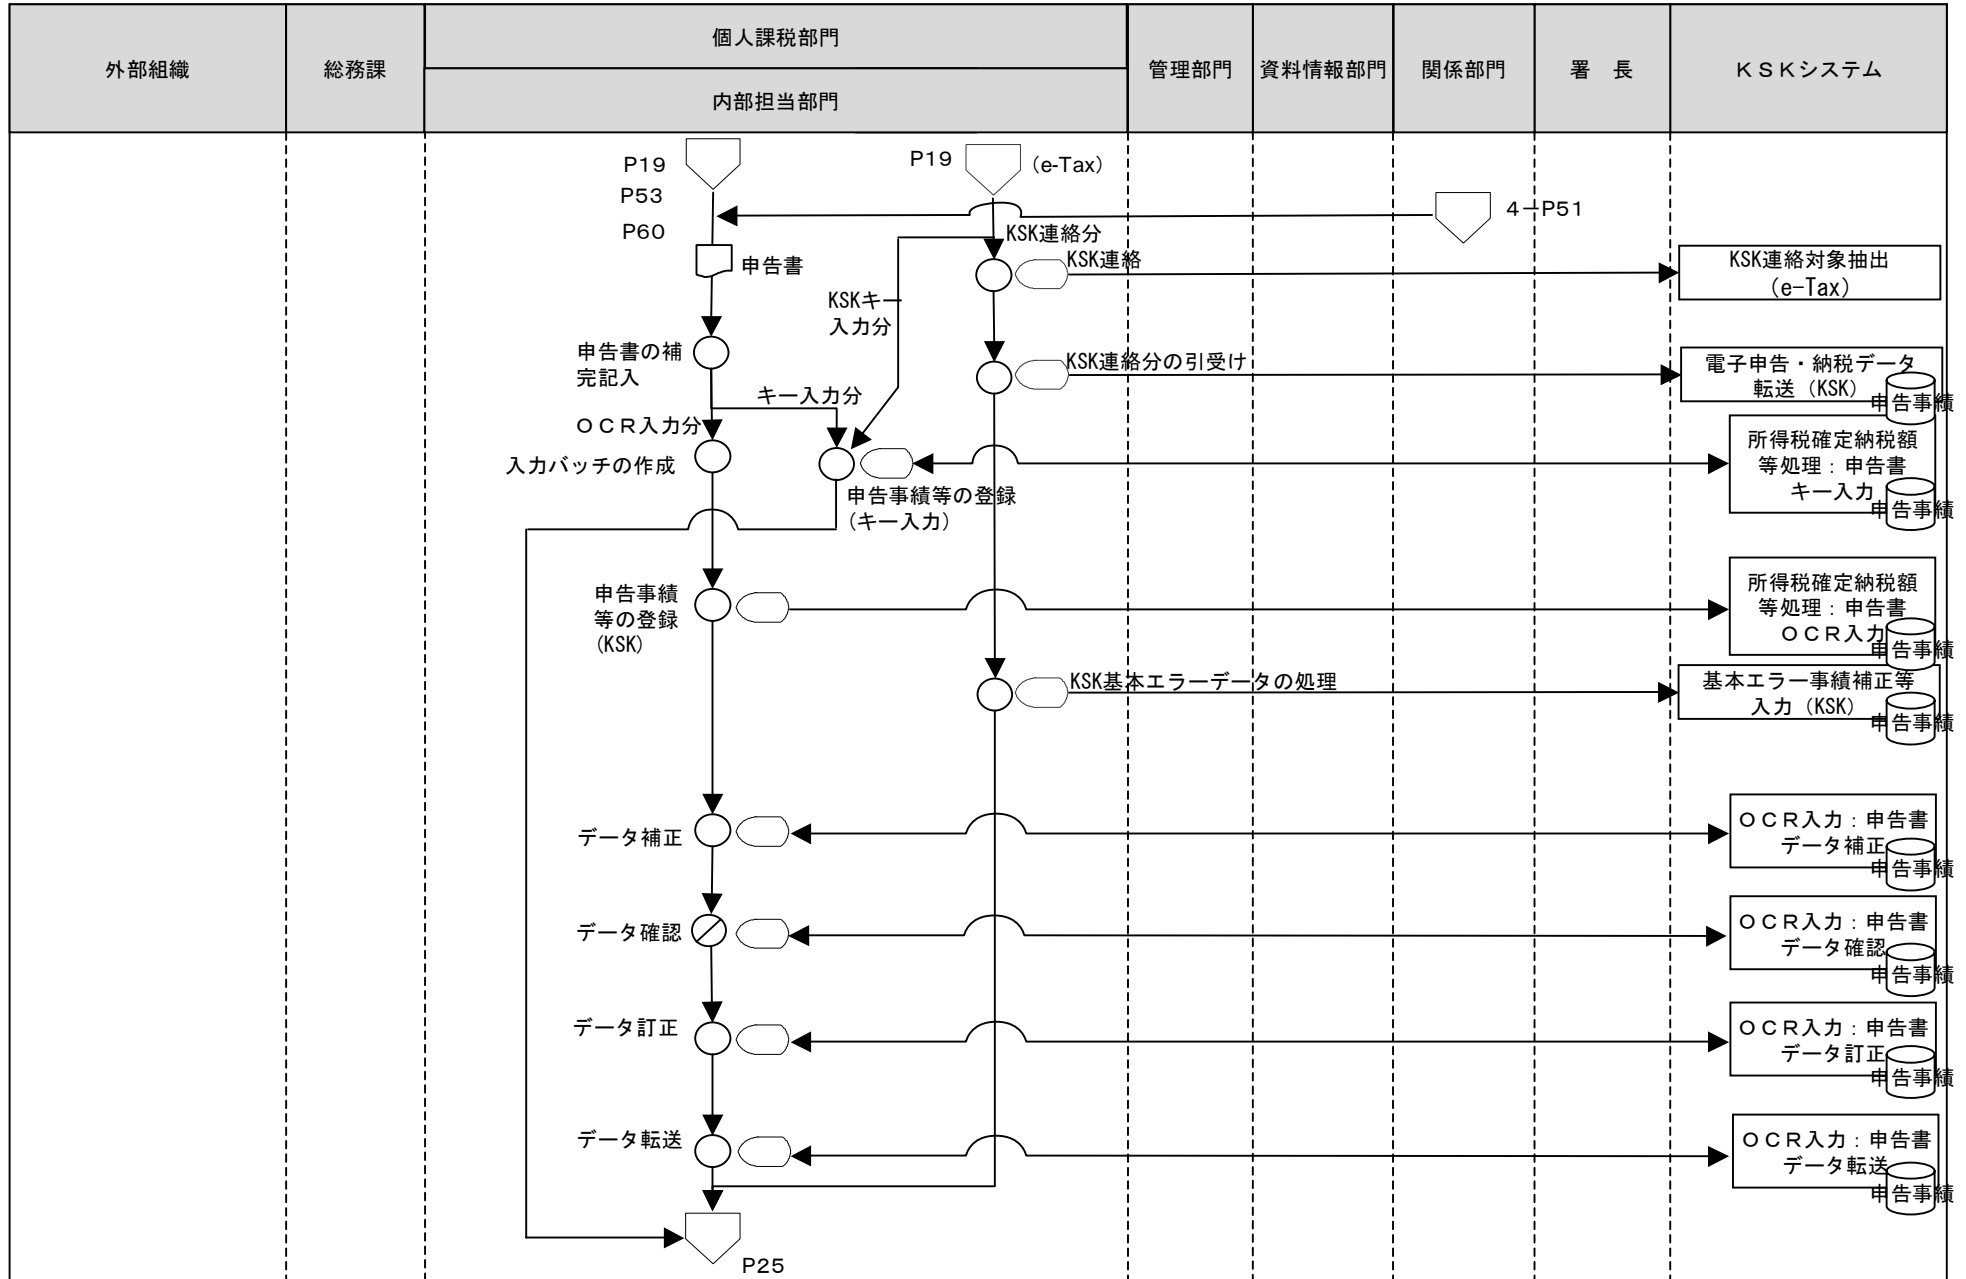 外部組織
総務課
個人課税部門
内部担当部門
管理部門
資料情報部門
関係部門
署　長
ＫＳＫシステム
P19
P53
P60
P19
（e-Tax）
4－P51
申告書
KSK連絡分
KSK連絡
KSK連絡対象抽出
（e-Tax）
KSKキー
入力分
申告書の補
完記入
KSK連絡分の引受け
電子申告・納税データ
転送（KSK）
申告事績
キー入力分
ＯＣＲ入力分
入力バッチの作成
申告事績等の登録
（キー入力）
所得税確定納税額
等処理：申告書
キー入力
申告事績
申告事績
等の登録
（KSK）
所得税確定納税額
等処理：申告書
ＯＣＲ入力
申告事績
KSK基本エラーデータの処理
基本エラー事績補正等
入力（KSK）
申告事績
データ補正
ＯＣＲ入力：申告書
データ補正
申告事績
データ確認
ＯＣＲ入力：申告書
データ確認
申告事績
データ訂正
ＯＣＲ入力：申告書
データ訂正
申告事績
データ転送
ＯＣＲ入力：申告書
データ転送
申告事績
P25